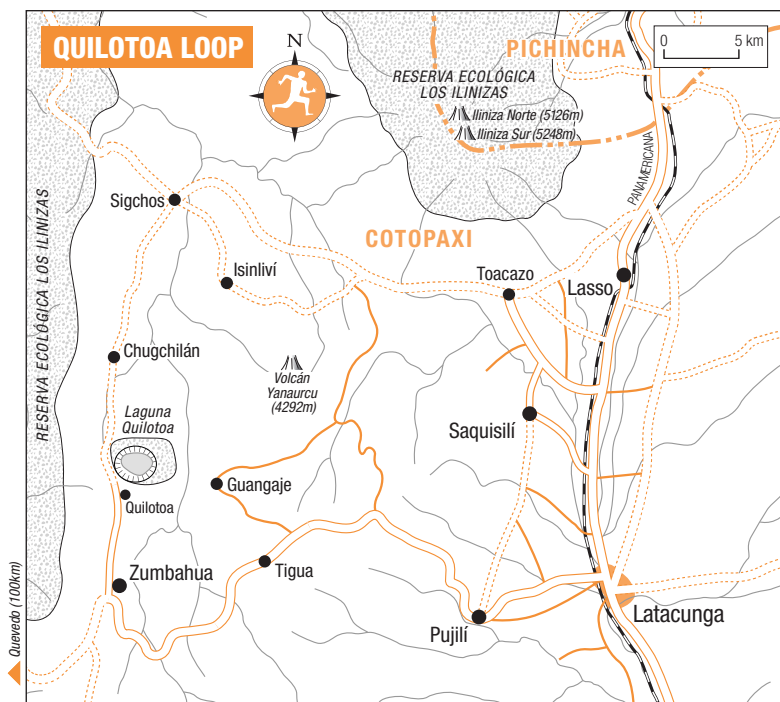 QUILOTOA LOOP
N
PICHINCHA
0 5 km
RESERVA ECOLÓGICA
LOS ILINIZAS
Iliniza Norte (5126m)
Iliniza Sur (5248m)
PANAMERICANA
RESERVA ECOLÓGICA LOS ILINIZAS
Sigchos
COTOPAXI
Isinliví
Toacazo
Lasso
Chugchilán
Volcán
Yanaurcu
(4292m)
Laguna
Quilotoa
Saquisilí
Guangaje
Quilotoa
Zumbahua
Tigua
Latacunga
Pujilí
Quevedo (100km)